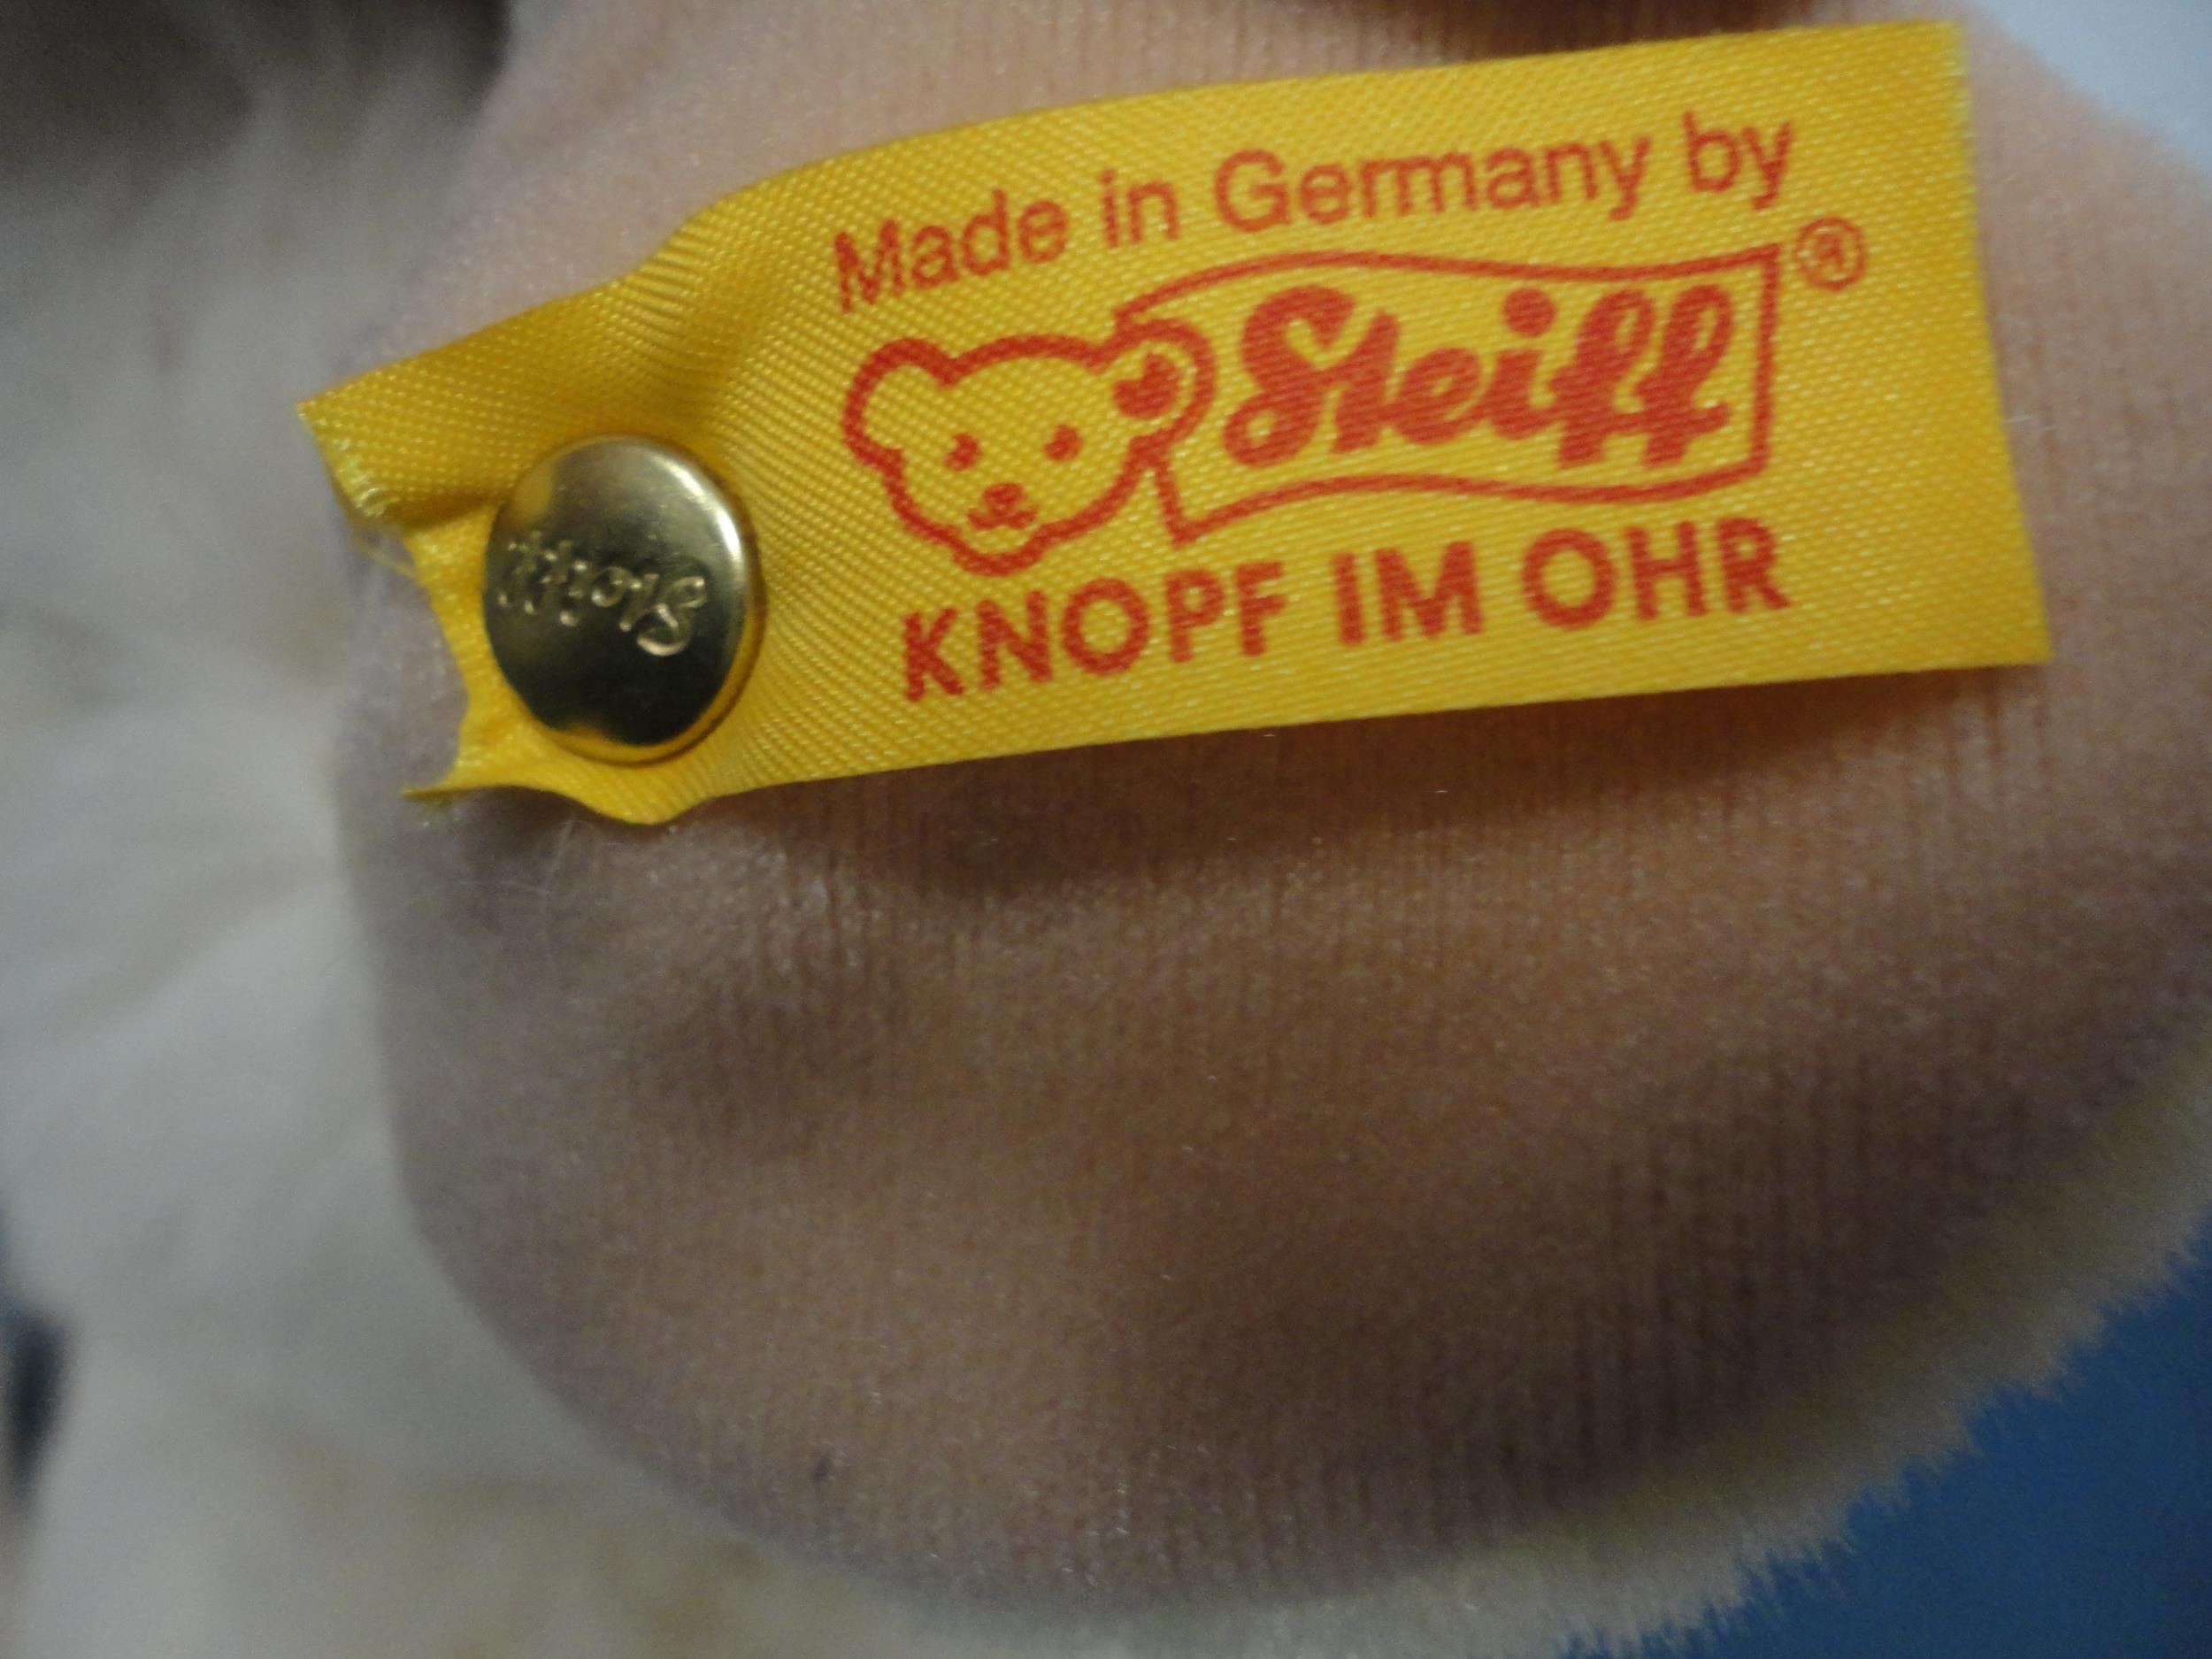 Made in Germany by
Steiff ®
KNOPF IM OHR
Steiff